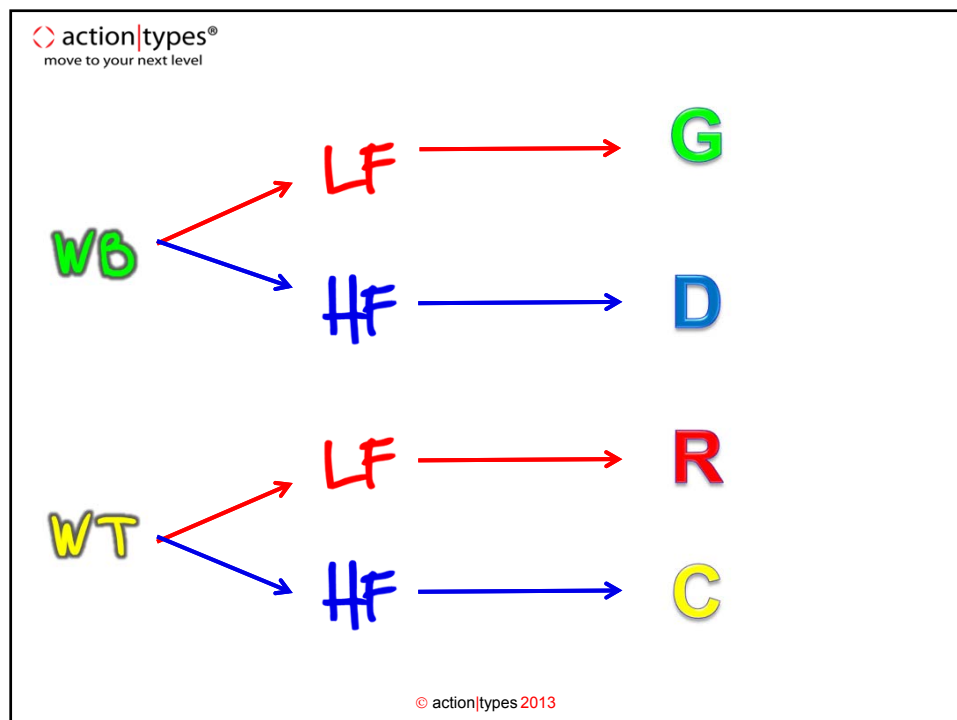 action|types®
move to your next level
LF
G
WB
HF
D
LF
R
WT
HF
C
© action|types 2013